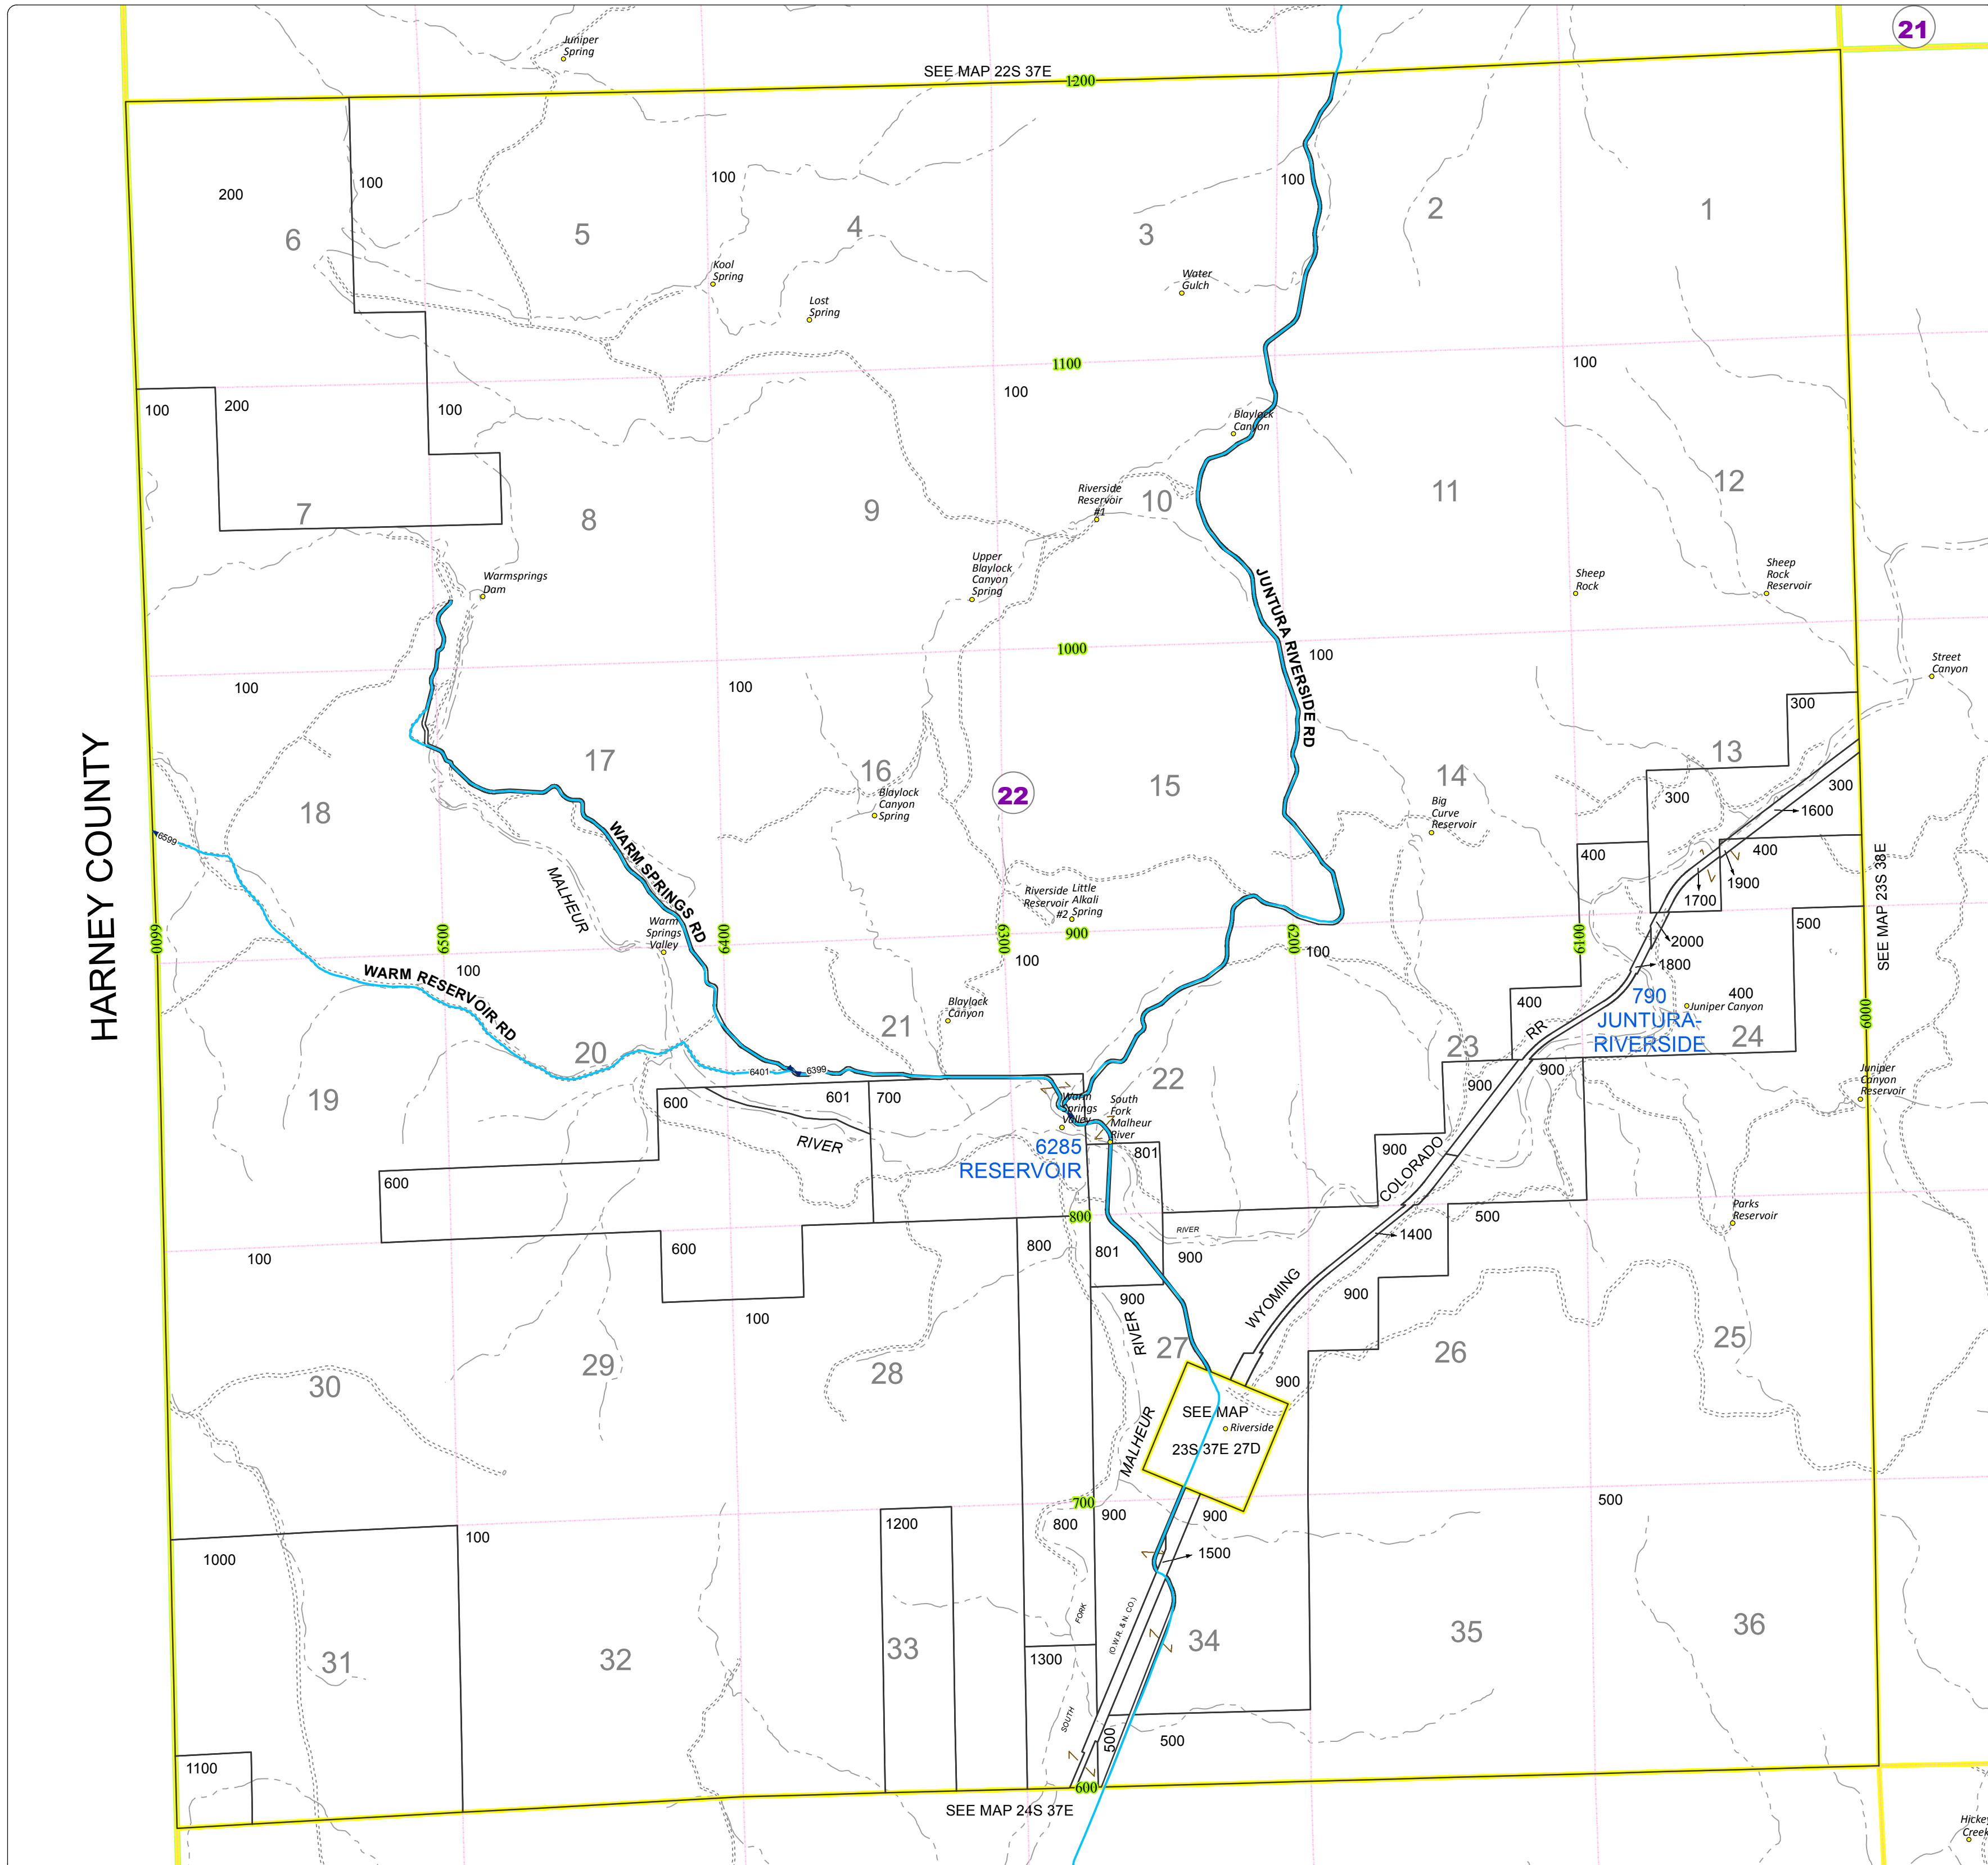 21
Juniper
Spring
SEE MAP 22S 37E
1200
200
100
100
100
6
5
4
3
2
1
Kool
Spring
Lost
Spring
Water
Gulch
1100
100
100
100
200
100
Blaylock
Canyon
7
8
9
10
11
12
Riverside
Reservoir
#1
Warmsprings
Dam
Upper
Blaylock
Canyon
Spring
Sheep
Rock
Sheep
Rock
Reservoir
JUNTURA RIVERSIDE RD
1000
100
100
100
Street
Canyon
HARNEY COUNTY
300
13
17
16
15
14
18
22
Blaylock
Canyon
Spring
Big
Curve
Reservoir
300
300
1600
400
400
1900
1700
6599
WARM SPRINGS RD
MALHEUR
Riverside
Reservoir
#2
Little
Alkali
Spring
900
SEE MAP 23S 38E
500
6600
6500
6400
6300
6200
6100
6000
Warm
Springs
Valley
100
100
100
2000
1800
WARM RESERVOIR RD
400
790
JUNTURA-
RIVERSIDE
400
Juniper Canyon
Blaylock
Canyon
21
20
23
24
RR
6401
6399
19
22
600
601
700
900
900
Juniper
Canyon
Reservoir
Warm
Springs
Valley
South
Fork
Malheur
River
RIVER
6285
RESERVOIR
801
900
COLORADO
600
800
500
Parks
Reservoir
100
600
800
801
RIVER
900
1400
100
900
WYOMING
900
RIVER
27
26
25
30
29
28
900
SEE MAP
Riverside
23S 37E 27D
MALHEUR
700
500
1000
100
1200
800
900
900
1500
(O.W.R. & N. CO.)
FORK
31
32
33
34
35
36
1300
SOUTH
500
500
1100
600
SEE MAP 24S 37E
Hickey
Creek